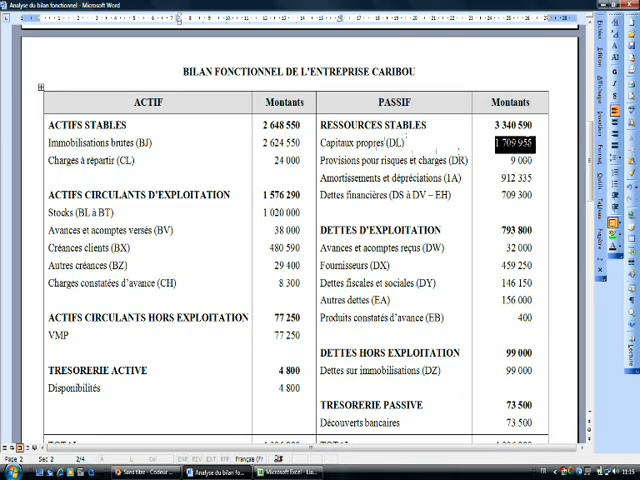 Analyse du bilan fonctionnel - Microsoft Word
BILAN FONCTIONNEL DE L'ENTREPRISE CARIBOU
ACTIF Montants PASSIF Montants
ACTIFS STABLES 2 648 550 RESSOURCES STABLES 3 340 590
Immobilisations brutes (BJ) 2 624 550 Capitaux propres (DL) 1 709 955
Charges à répartir (CL) 24 000 Provisions pour risques et charges (DR) 9 000
Amortissements et dépréciations (1A) 912 335
ACTIFS CIRCULANTS D'EXPLOITATION 1 576 290 Dettes financières (DS à DV – EH) 709 300
Stocks (BL à BT) 1 020 000
Avances et acomptes versés (BV) 38 000 DETTES D'EXPLOITATION 793 800
Créances clients (BX) 480 590 Avances et acomptes reçus (DW) 32 000
Autres créances (BZ) 29 400 Fournisseurs (DX) 459 250
Charges constatées d'avance (CH) 8 300 Dettes fiscales et sociales (DY) 146 150
Autres dettes (EA) 156 000
ACTIFS CIRCULANTS HORS EXPLOITATION 77 250 Produits constatés d'avance (EB) 400
VMP 77 250
DETTES HORS EXPLOITATION 99 000
TRESORERIE ACTIVE 4 800 Dettes sur immobilisations (DZ) 99 000
Disponibilités 4 800
TRESORERIE PASSIVE 73 500
Découverts bancaires 73 500
Page 2 Sec 2 2/4 Français (Fr
Sans titre - Codeur ... Analyse du bilan fo... Microsoft Excel - Lis... FR 11:15